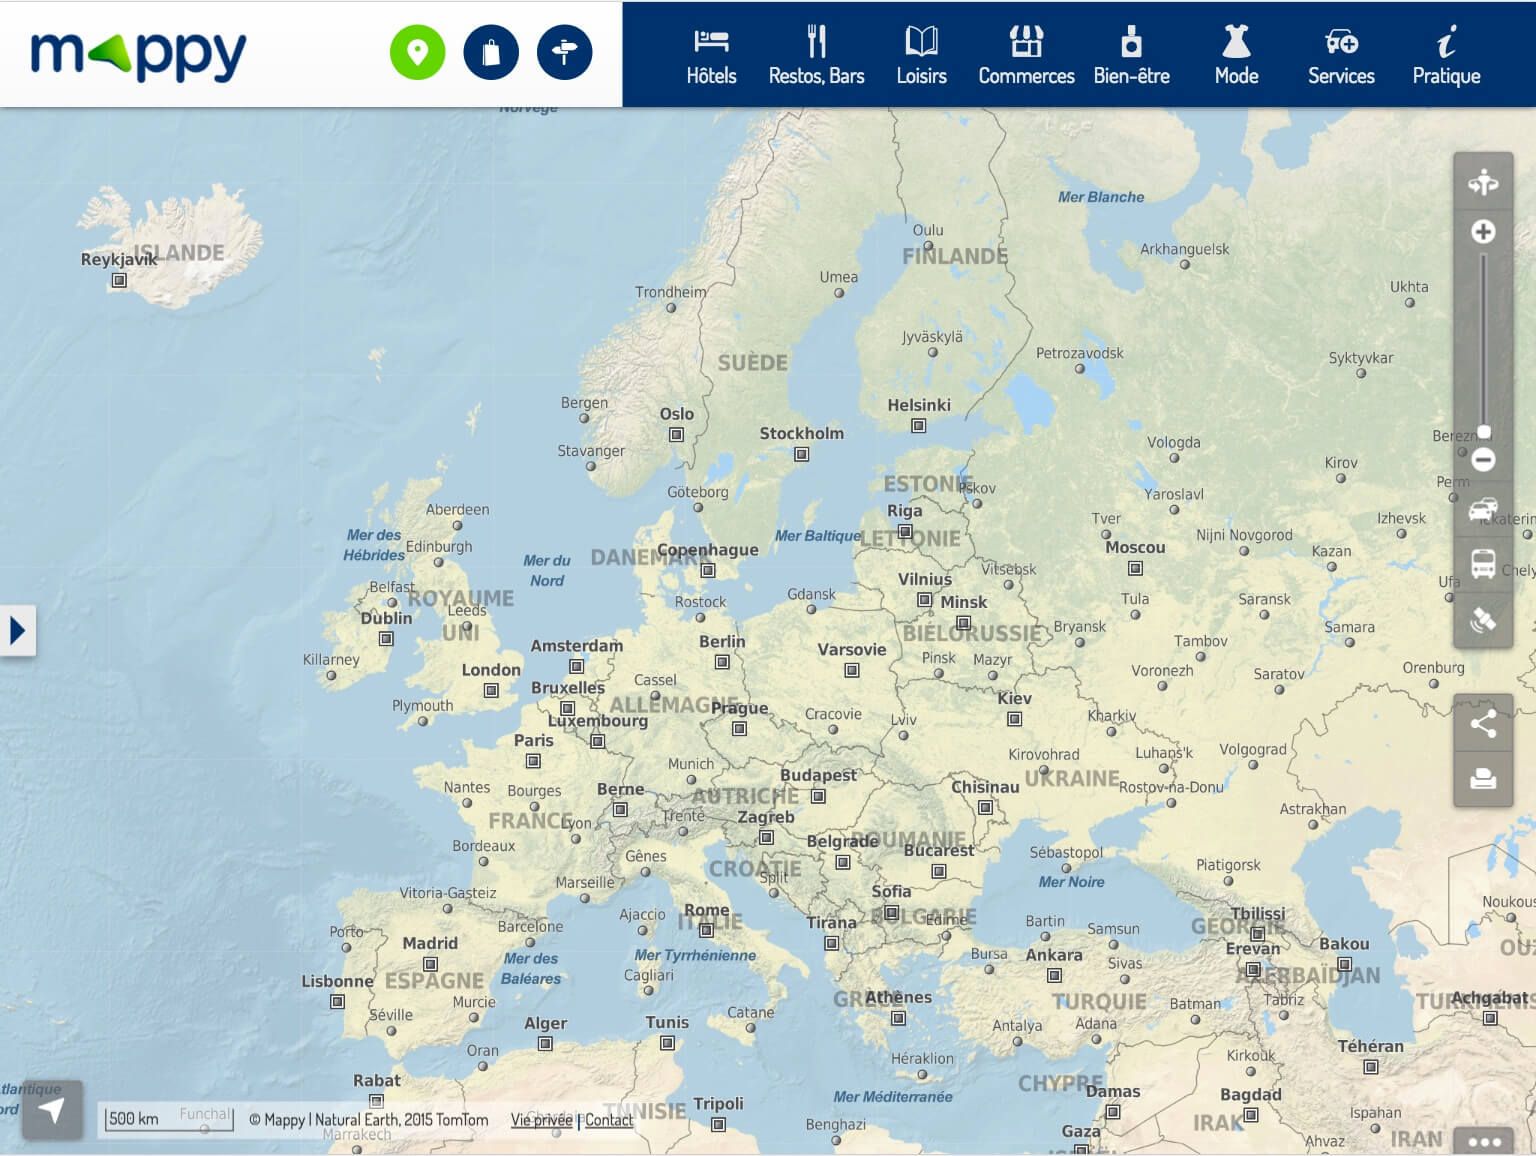 mappy
Hôtels
Restos, Bars
Loisirs
Commerces
Bien-être
Mode
Services
Pratique
Norvège
Mer Blanche
ISLANDE
Reykjavik
Oulu
FINLANDE
Arkhanguelsk
Umea
Trondheim
Ukhta
Jyväskylä
SUÈDE
Petrozavodsk
Syktyvkar
Bergen
Oslo
Helsinki
Stockholm
Stavanger
Vologda
Kirov
Göteborg
ESTONIE
Pskov
Perm
Yaroslavl
Aberdeen
Riga
Mer des
Hébrides
Edinburgh
Mer du
Nord
DANEMARK
Copenhague
Mer Baltique
LETTONIE
Tver
Moscou
Nijni Novgorod
Izhevsk
Kazan
Belfast
ROYAUME
UNI
Leeds
Dublin
Rostock
Gdansk
Vilnius
Vitsebsk
Minsk
BIÉLORUSSIE
Tula
Saransk
Ufa
Bryansk
Tambov
Samara
Killarney
London
Amsterdam
Berlin
Varsovie
Pinsk
Mazyr
Voronezh
Saratov
Orenburg
Plymouth
Bruxelles
Cassel
ALLEMAGNE
Luxembourg
Prague
Cracovie
Lviv
Kiev
Kharkiv
Paris
Munich
Kirovohrad
UKRAINE
Luhans'k
Volgograd
Nantes
Bourges
Berne
AUTRICHE
Budapest
Chisinau
Rostov-na-Donu
Astrakhan
FRANCE
Lyon
Trente
Zagreb
Belgrade
ROUMANIE
Bucarest
Bordeaux
Gênes
CROATIE
Split
Sébastopol
Mer Noire
Piatigorsk
Vitoria-Gasteiz
Marseille
Sofia
BULGARIE
Edirne
Noukous
Porto
Barcelone
Ajaccio
Rome
ITALIE
Tirana
Bartin
Samsun
GÉORGIE
Tbilissi
Madrid
Mer des
Baléares
Mer Tyrrhénienne
Bursa
Ankara
Sivas
Erevan
Bakou
Lisbonne
ESPAGNE
Cagliari
GRÈCE
Athènes
TURQUIE
Batman
AZERBAÏDJAN
Tabriz
Achgabat
Séville
Murcie
Catane
Antalya
Adana
Alger
Tunis
Oran
Héraklion
Kirkouk
Téhéran
Rabat
Mer Méditerranée
CHYPRE
Damas
Bagdad
500 km
Funchal
© Mappy | Natural Earth, 2015 TomTom
Vie privée | Contact
TUNISIE
Tripoli
Benghazi
Gaza
IRAK
Ispahan
Ahvaz
IRAN
Marrakech